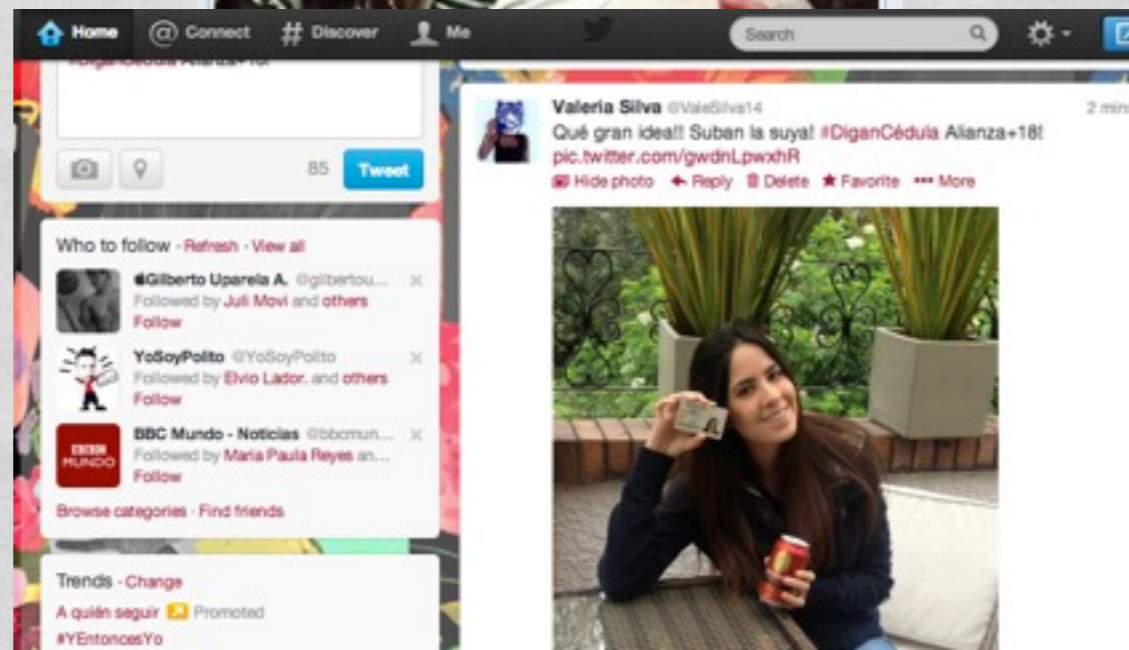 Home
Connect
Discover
Me
Search
#DiganCédula Alianza+18!
85
Tweet
Who to follow · Refresh · View all
Gilberto Uparela A. @gilbertou...
Followed by Juli Movi and others
Follow
YoSoyPolito @YoSoyPolito
Followed by Elvio Lador. and others
Follow
BBC Mundo - Noticias @bbcmun...
Followed by Maria Paula Reyes an...
Follow
BBC
MUNDO
Browse categories · Find friends
Trends · Change
A quién seguir Promoted
#YEntoncesYo
Valeria Silva @ValeSilva14
2 mins
Qué gran idea!! Suban la suya! #DiganCédula Alianza+18!
pic.twitter.com/gwdnLpwxhR
Hide photo Reply Delete Favorite More